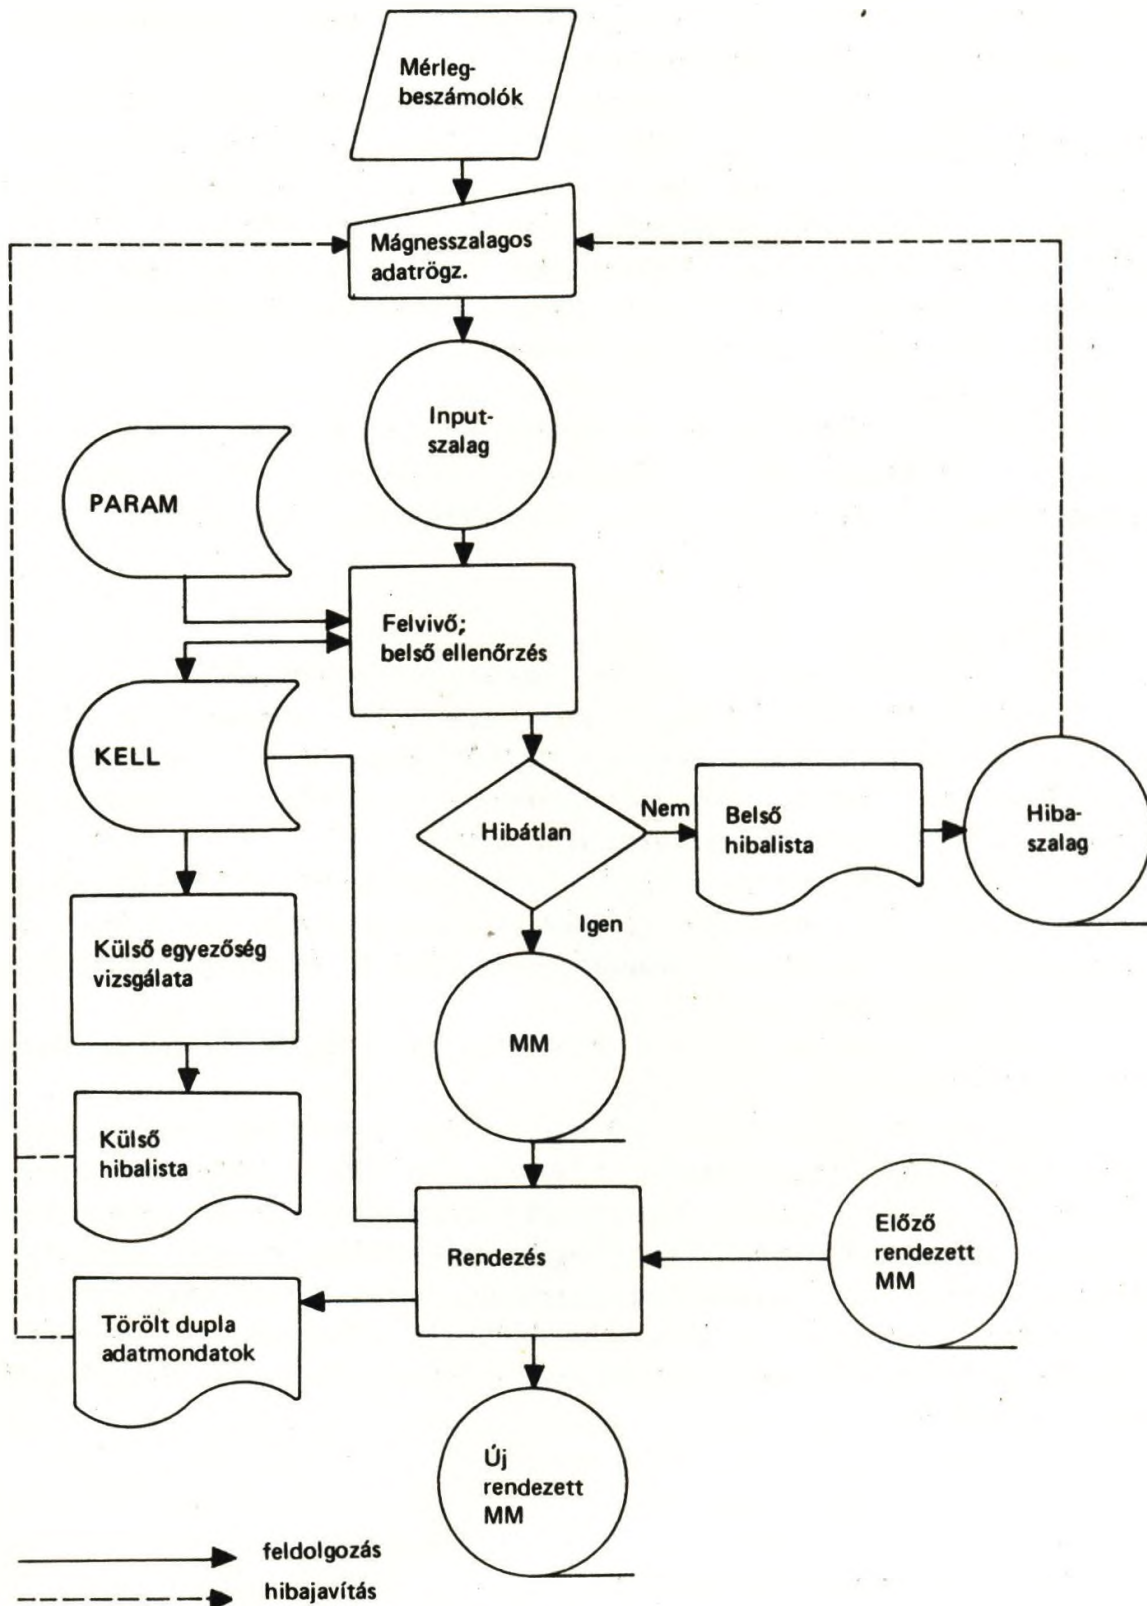 Mérleg-
beszámolók
Mágnesszalagos
adatrögz.
Input-
szalag
PARAM
Felvivő;
belső ellenőrzés
KELL
Hibátlan
Nem
Belső
hibalista
Hiba-
szalag
Igen
Külső egyezőség
vizsgálata
MM
Külső
hibalista
Rendezés
Előző
rendezett
MM
Törölt dupla
adatmondatok
Új
rendezett
MM
feldolgozás
hibajavítás